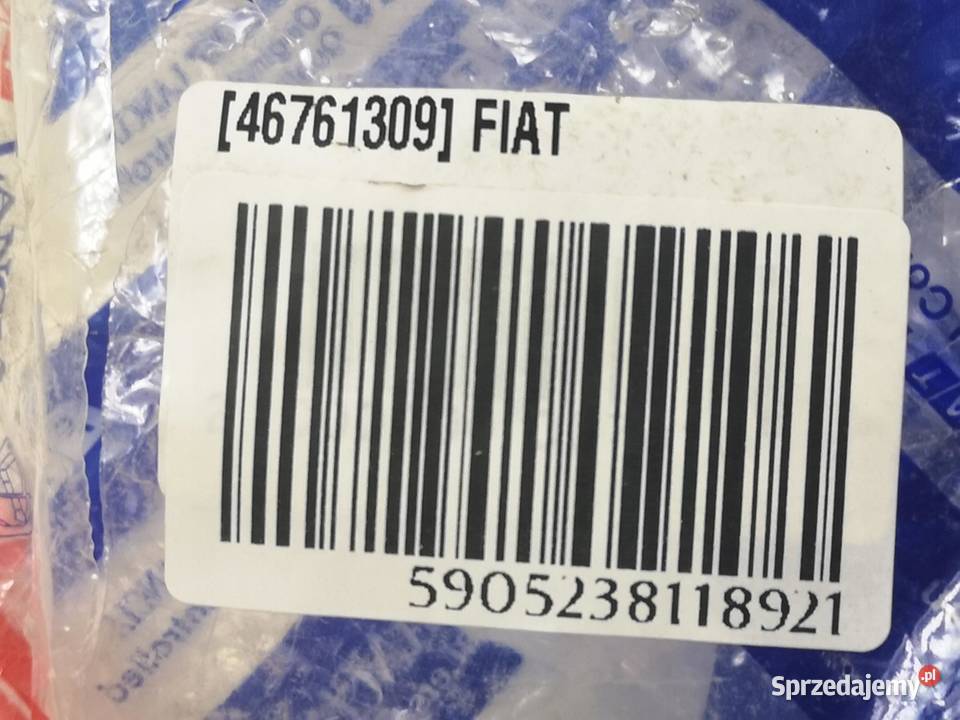 [46761309] FIAT
5905238118921
Sprzedajemy.pl